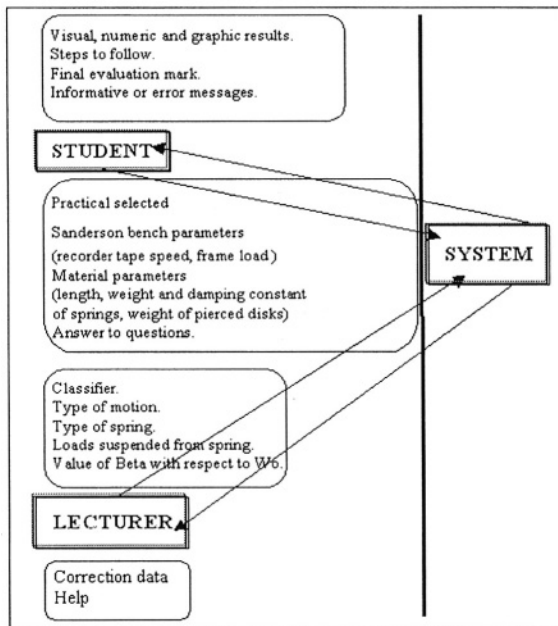 Visual, numeric and graphic results.
Steps to follow.
Final evaluation mark.
Informative or error messages.
STUDENT
Practical selected
Sanderson bench parameters
(recorder tape speed, frame load)
Material parameters
(length, weight and damping constant
of springs, weight of pierced disks)
Answer to questions.
SYSTEM
Classifier.
Type of motion.
Type of spring.
Loads suspended from spring.
Value of Beta with respect to W6.
LECTURER
Correction data
Help